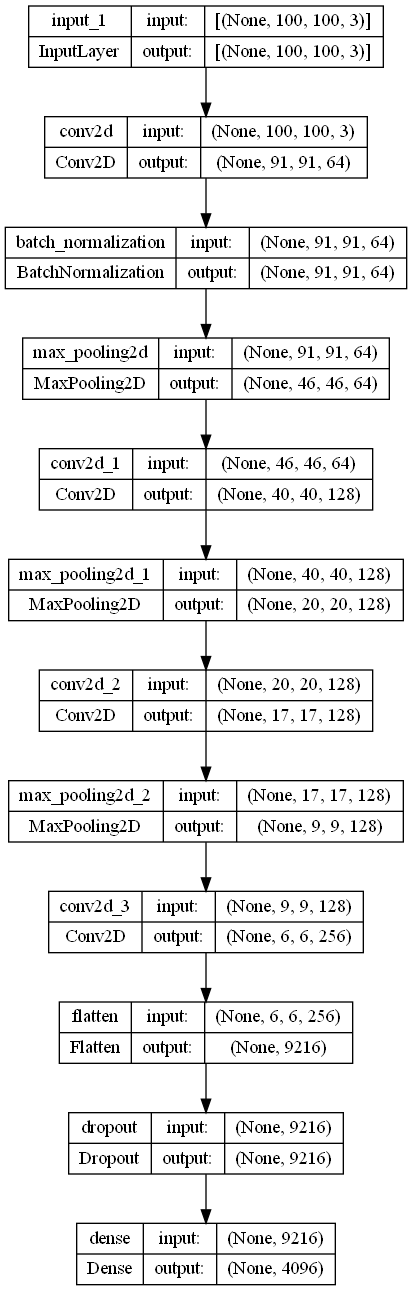 input_1 input: [(None, 100, 100, 3)]
InputLayer output: [(None, 100, 100, 3)]
conv2d input: (None, 100, 100, 3)
Conv2D output: (None, 91, 91, 64)
batch_normalization input: (None, 91, 91, 64)
BatchNormalization output: (None, 91, 91, 64)
max_pooling2d input: (None, 91, 91, 64)
MaxPooling2D output: (None, 46, 46, 64)
conv2d_1 input: (None, 46, 46, 64)
Conv2D output: (None, 40, 40, 128)
max_pooling2d_1 input: (None, 40, 40, 128)
MaxPooling2D output: (None, 20, 20, 128)
conv2d_2 input: (None, 20, 20, 128)
Conv2D output: (None, 17, 17, 128)
max_pooling2d_2 input: (None, 17, 17, 128)
MaxPooling2D output: (None, 9, 9, 128)
conv2d_3 input: (None, 9, 9, 128)
Conv2D output: (None, 6, 6, 256)
flatten input: (None, 6, 6, 256)
Flatten output: (None, 9216)
dropout input: (None, 9216)
Dropout output: (None, 9216)
dense input: (None, 9216)
Dense output: (None, 4096)